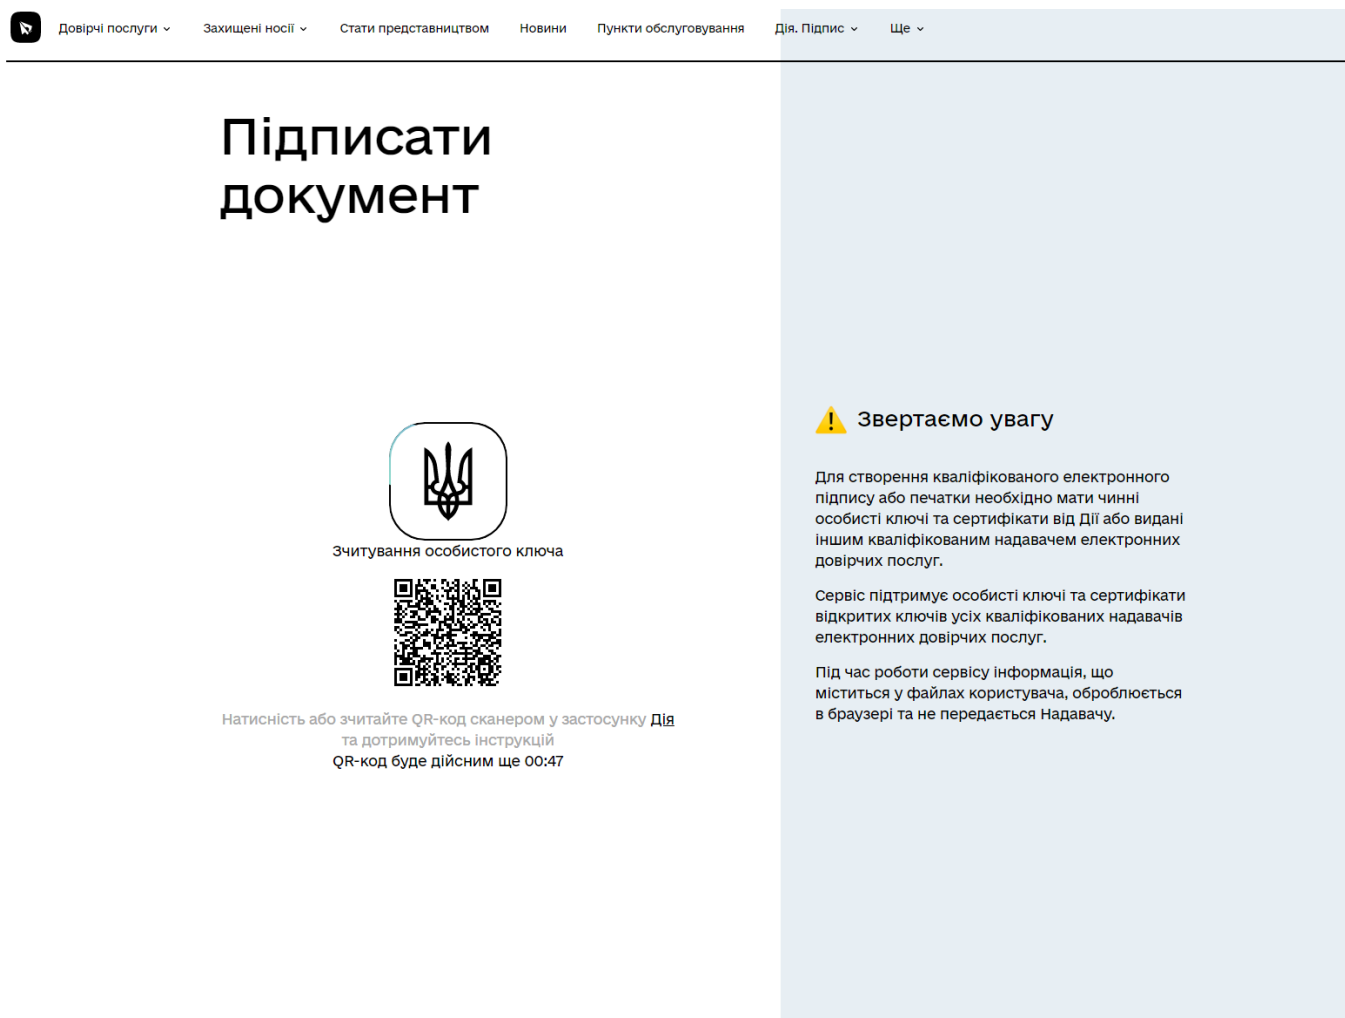 Довірчі послуги
Захищені носії
Стати представництвом
Новини
Пункти обслуговування
Дія. Підпис
Ще
Підписати
документ
Зчитування особистого ключа
Натисність або зчитайте QR-код сканером у застосунку Дія
та дотримуйтесь інструкцій
QR-код буде дійсним ще 00:47
Звертаємо увагу
Для створення кваліфікованого електронного
підпису або печатки необхідно мати чинні
особисті ключі та сертифікати від Дії або видані
іншим кваліфікованим надавачем електронних
довірчих послуг.
Сервіс підтримує особисті ключі та сертифікати
відкритих ключів усіх кваліфікованих надавачів
електронних довірчих послуг.
Під час роботи сервісу інформація, що
міститься у файлах користувача, оброблюється
в браузері та не передається Надавачу.